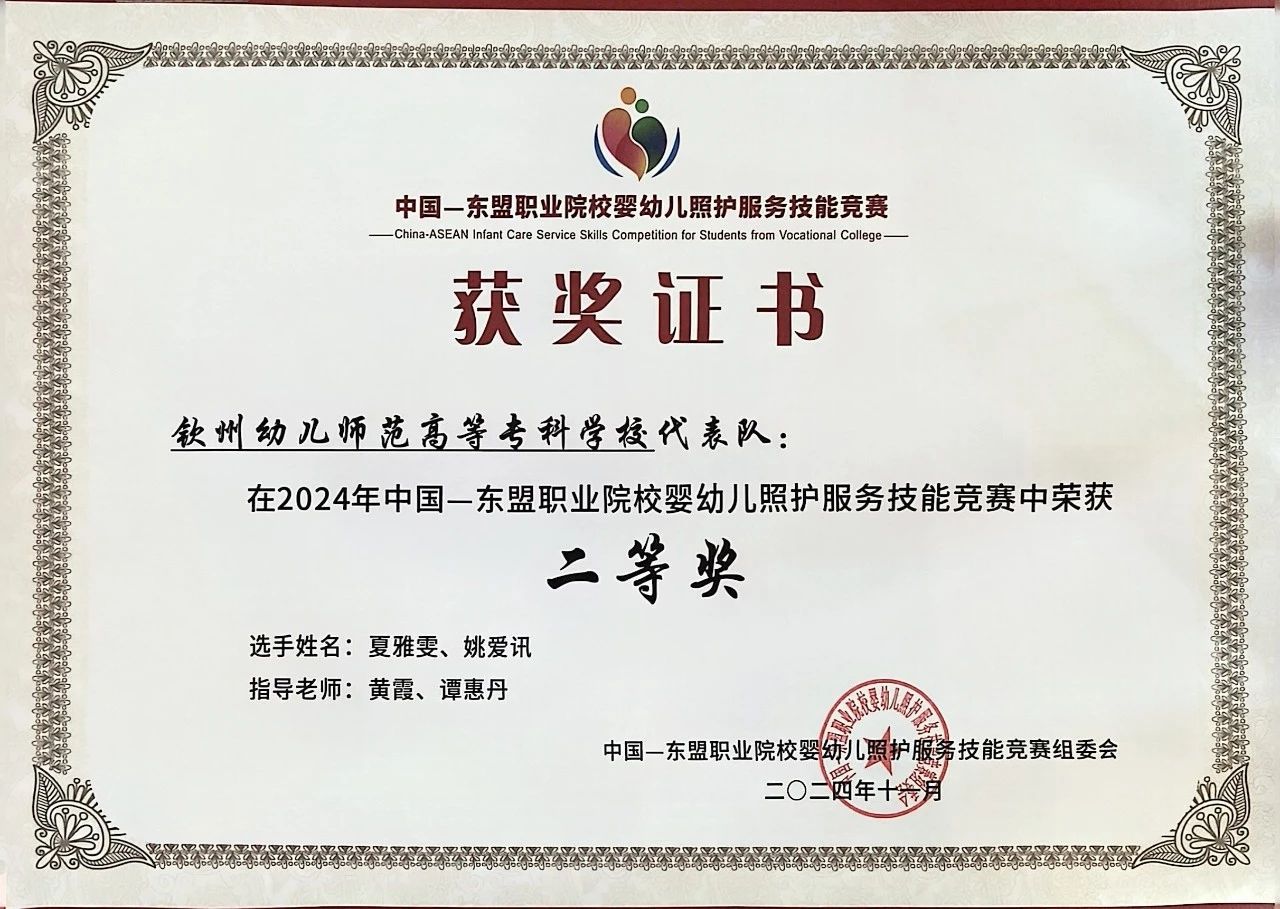 中国—东盟职业院校婴幼儿照护服务技能竞赛
China-ASEAN Infant Care Service Skills Competition for Students from Vocational College
获奖证书
钦州幼儿师范高等专科学校代表队：
在2024年中国—东盟职业院校婴幼儿照护服务技能竞赛中荣获
二等奖
选手姓名：夏雅雯、姚爱讯
指导老师：黄霞、谭惠丹
中国—东盟职业院校婴幼儿照护服务技能竞赛组委会
二〇二四年十一月